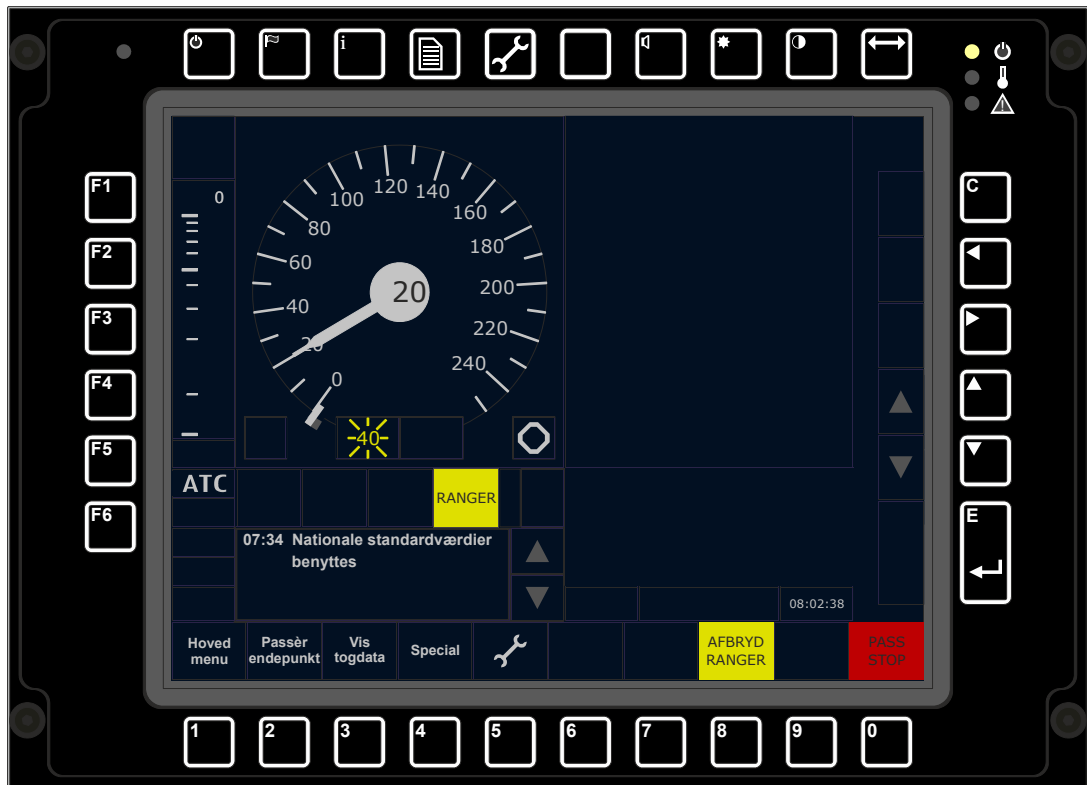 i
F1
F2
F3
F4
F5
F6
C
E
0
0
20
40
60
80
100
120
140
160
180
200
220
240
20
40
ATC
RANGER
07:34 Nationale standardværdier
benyttes
08:02:38
Hoved
menu
Passèr
endepunkt
Vis
togdata
Special
AFBRYD
RANGER
PASS
STOP
1
2
3
4
5
6
7
8
9
0